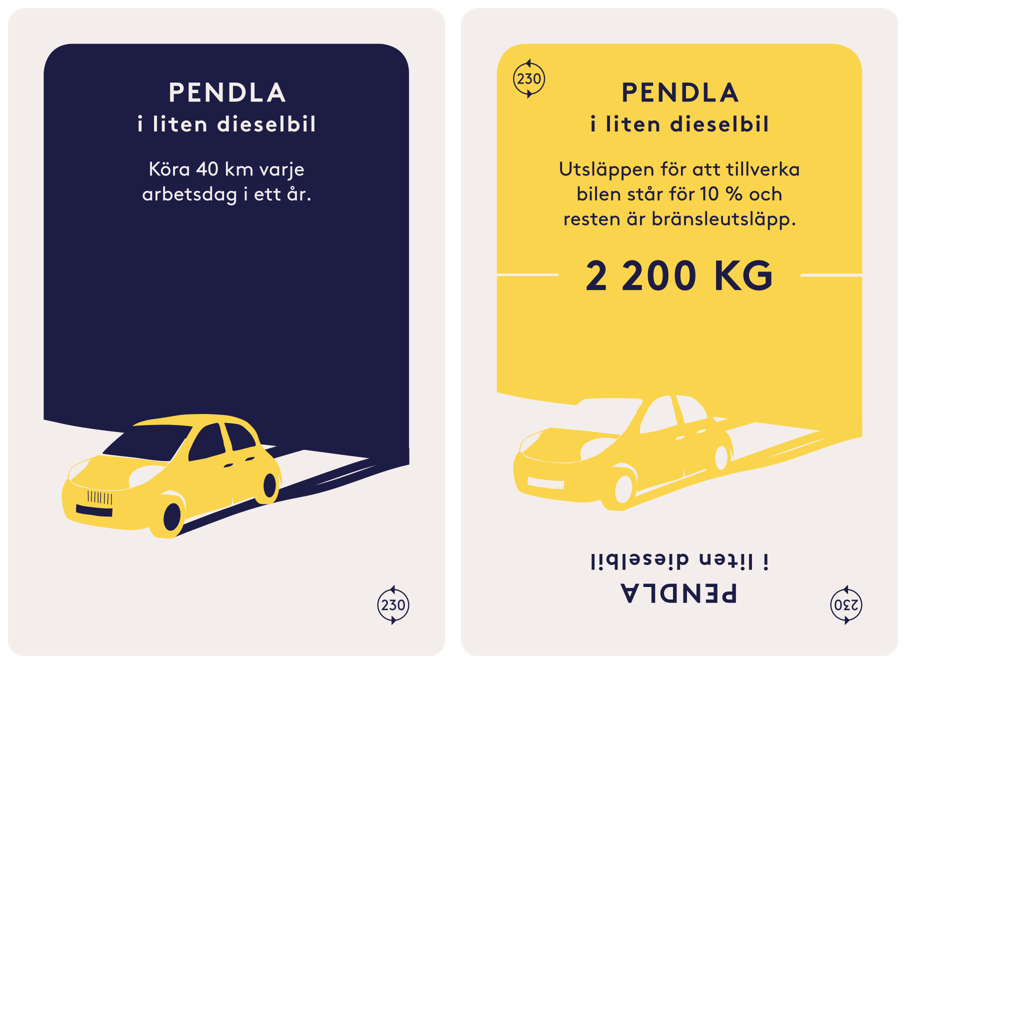 PENDLA
i liten dieselbil
Köra 40 km varje
arbetsdag i ett år.
230
230
PENDLA
i liten dieselbil
Utsläppen för att tillverka
bilen står för 10 % och
resten är bränsleutsläpp.
2 200 KG
PENDLA
i liten dieselbil
230